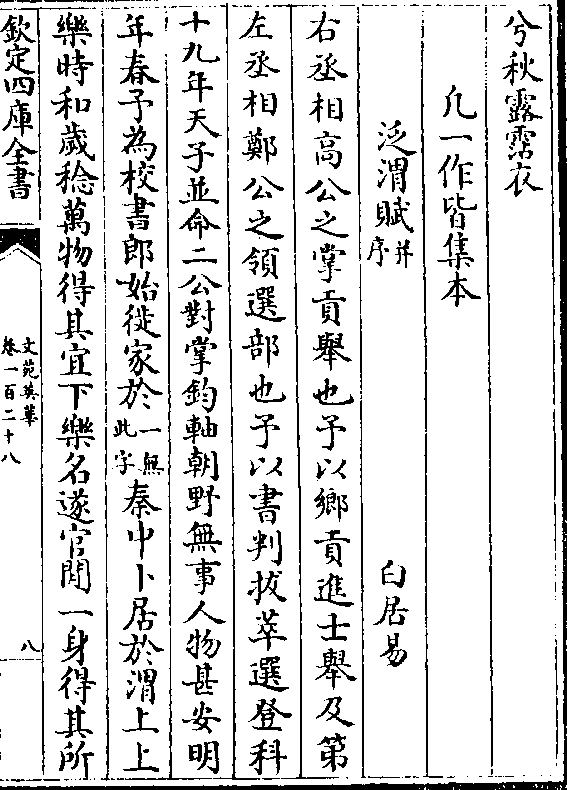 兮秋露霑衣
凡一作皆集本
泛渭賦并序 白居易
右丞相高公之掌貢舉也予以鄉貢進士舉及第
左丞相鄭公之領選部也予以書判拔萃選登科
十九年天子並命二公對掌鈞軸朝野無事人物甚安明
年春予為校書郎始徙家於一無此字秦中卜居於渭上上
樂時和歲稔萬物得其宜下樂名遂官閒一身得其所
欽定四庫全書
文苑英華
卷一百二十八
八